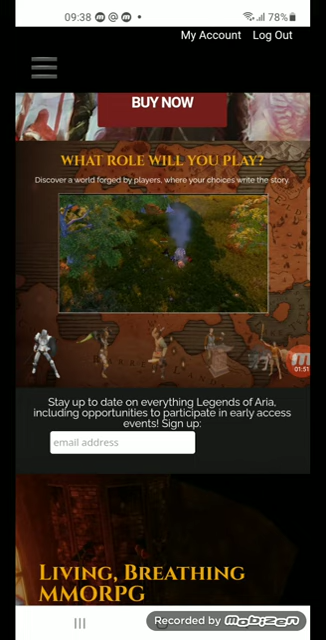 09:38
78%
My Account Log Out
BUY NOW
WHAT ROLE WILL YOU PLAY?
Discover a world forged by players, where your choices write the story.
01:51
Stay up to date on everything Legends of Aria,
including opportunities to participate in early access
events! Sign up:
email address
LIVING, BREATHING
MMORPG
Recorded by mobizen